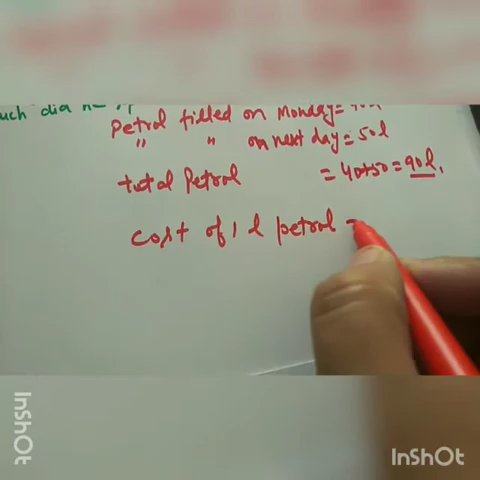 Petrol filled on Monday=40l
" " on next day=50l
total Petrol = 40+50=90l,
cost of 1 l petrol =
InShOt
InShOt